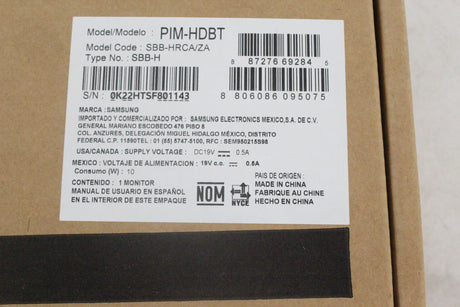 Model/Modelo : PIM-HDBT
Model Code : SBB-HRCA/ZA
Type No. : SBB-H
8 87276 69284 5
S/N : 0K22HTSF801143
8 806086 095075
MARCA : SAMSUNG
IMPORTADO Y COMERCIALIZADO POR : SAMSUNG ELECTRONICS MEXICO,S.A. DE C.V.
GENERAL MARIANO ESCOBEDO 476 PISO 8
COL. ANZURES, DELEGACIÓN MIGUEL HIDALGO MÉXICO, DISTRITO
FEDERAL C.P. 11590TEL : 01 (55) 5747-5100, RFC : SEM950215S98
USA/CANADA : SUPPLY VOLTAGE : DC19V 0.5A
MEXICO : VOLTAJE DE ALIMENTACION : 19V c.c. 0.5A
Consumo (W) : 10
CONTENIDO : 1 MONITOR
MANUAL DE USUARIO EN ESPAÑOL
EN EL INTERIOR DE ESTE EMPAQUE
NOM
NYCE
PAIS DE ORIGEN :
MADE IN CHINA
FABRIQUE AU CHINE
HECHO EN CHINA